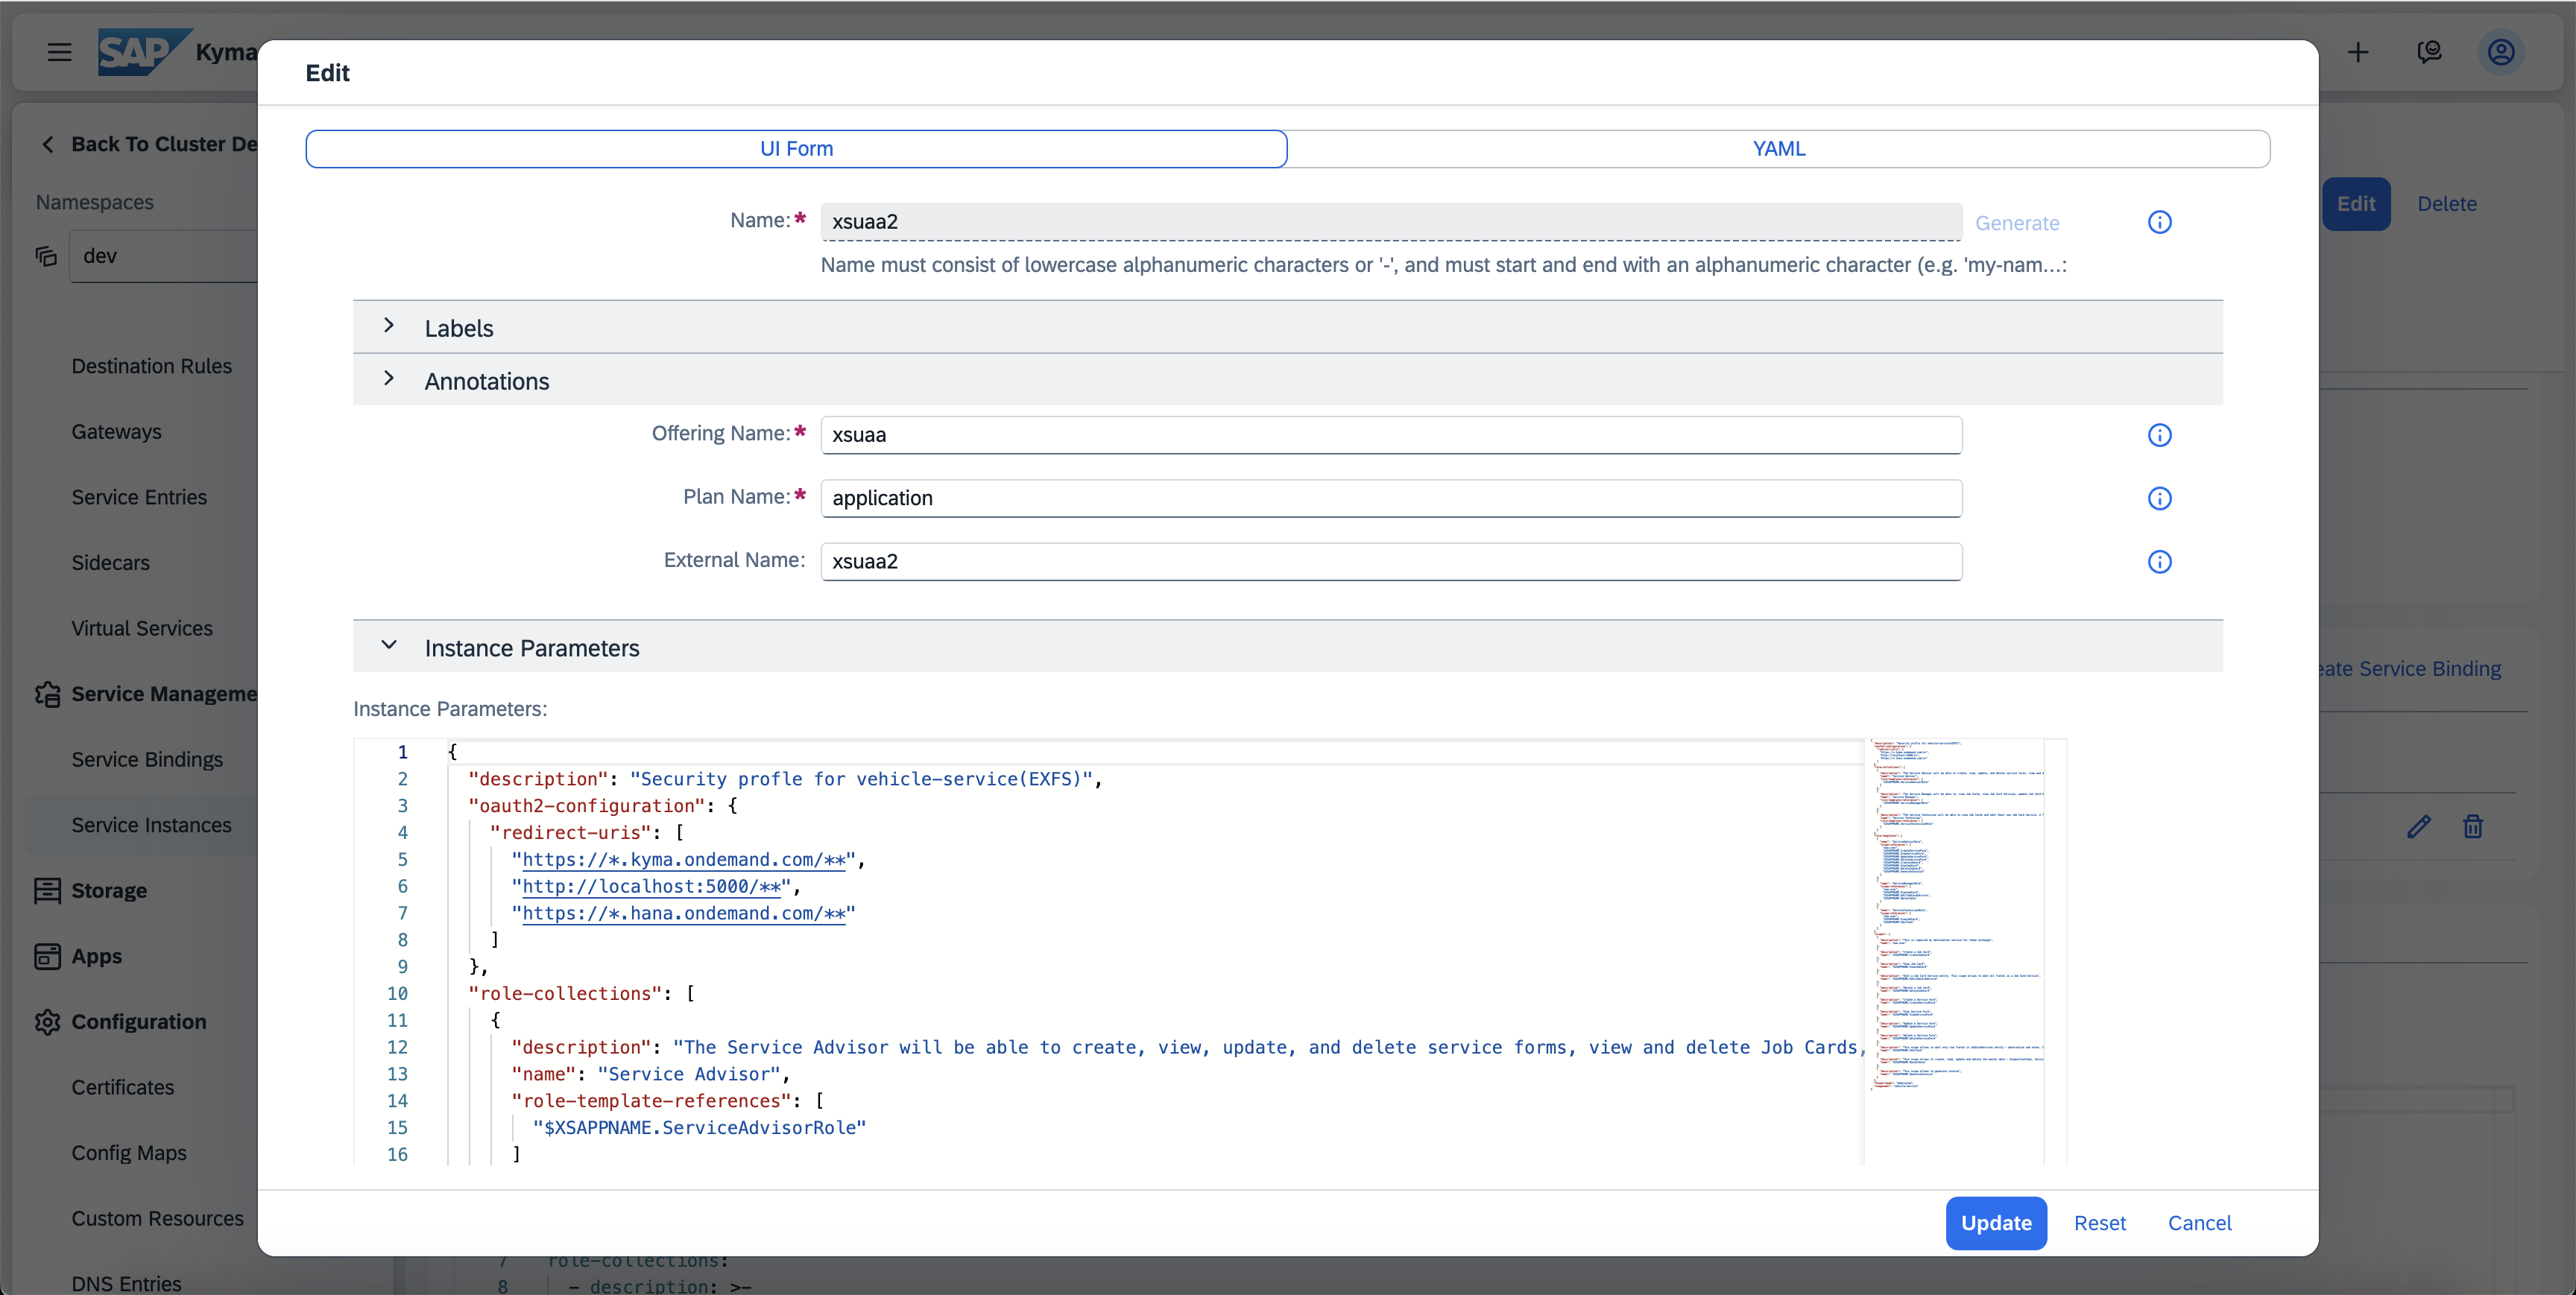 SAP Kyma
Back To Cluster De
Namespaces
dev
Destination Rules
Gateways
Service Entries
Sidecars
Virtual Services
Service Manageme
Service Bindings
Service Instances
Storage
Apps
Configuration
Certificates
Config Maps
Custom Resources
DNS Entries
Edit
UI Form YAML
Name:* xsuaa2 Generate
Name must consist of lowercase alphanumeric characters or '-', and must start and end with an alphanumeric character (e.g. 'my-nam...:
Labels
Annotations
Offering Name:* xsuaa
Plan Name:* application
External Name: xsuaa2
Instance Parameters
Instance Parameters:
1 {
2 "description": "Security profle for vehicle-service(EXFS)",
3 "oauth2-configuration": {
4 "redirect-uris": [
5 "https://*.kyma.ondemand.com/**",
6 "http://localhost:5000/**",
7 "https://*.hana.ondemand.com/**"
8 ]
9 },
10 "role-collections": [
11 {
12 "description": "The Service Advisor will be able to create, view, update, and delete service forms, view and delete Job Cards,
13 "name": "Service Advisor",
14 "role-template-references": [
15 "$XSAPPNAME.ServiceAdvisorRole"
16 ]
Update Reset Cancel
Edit Delete
eate Service Binding
7 role-collections:
8 - description: >-